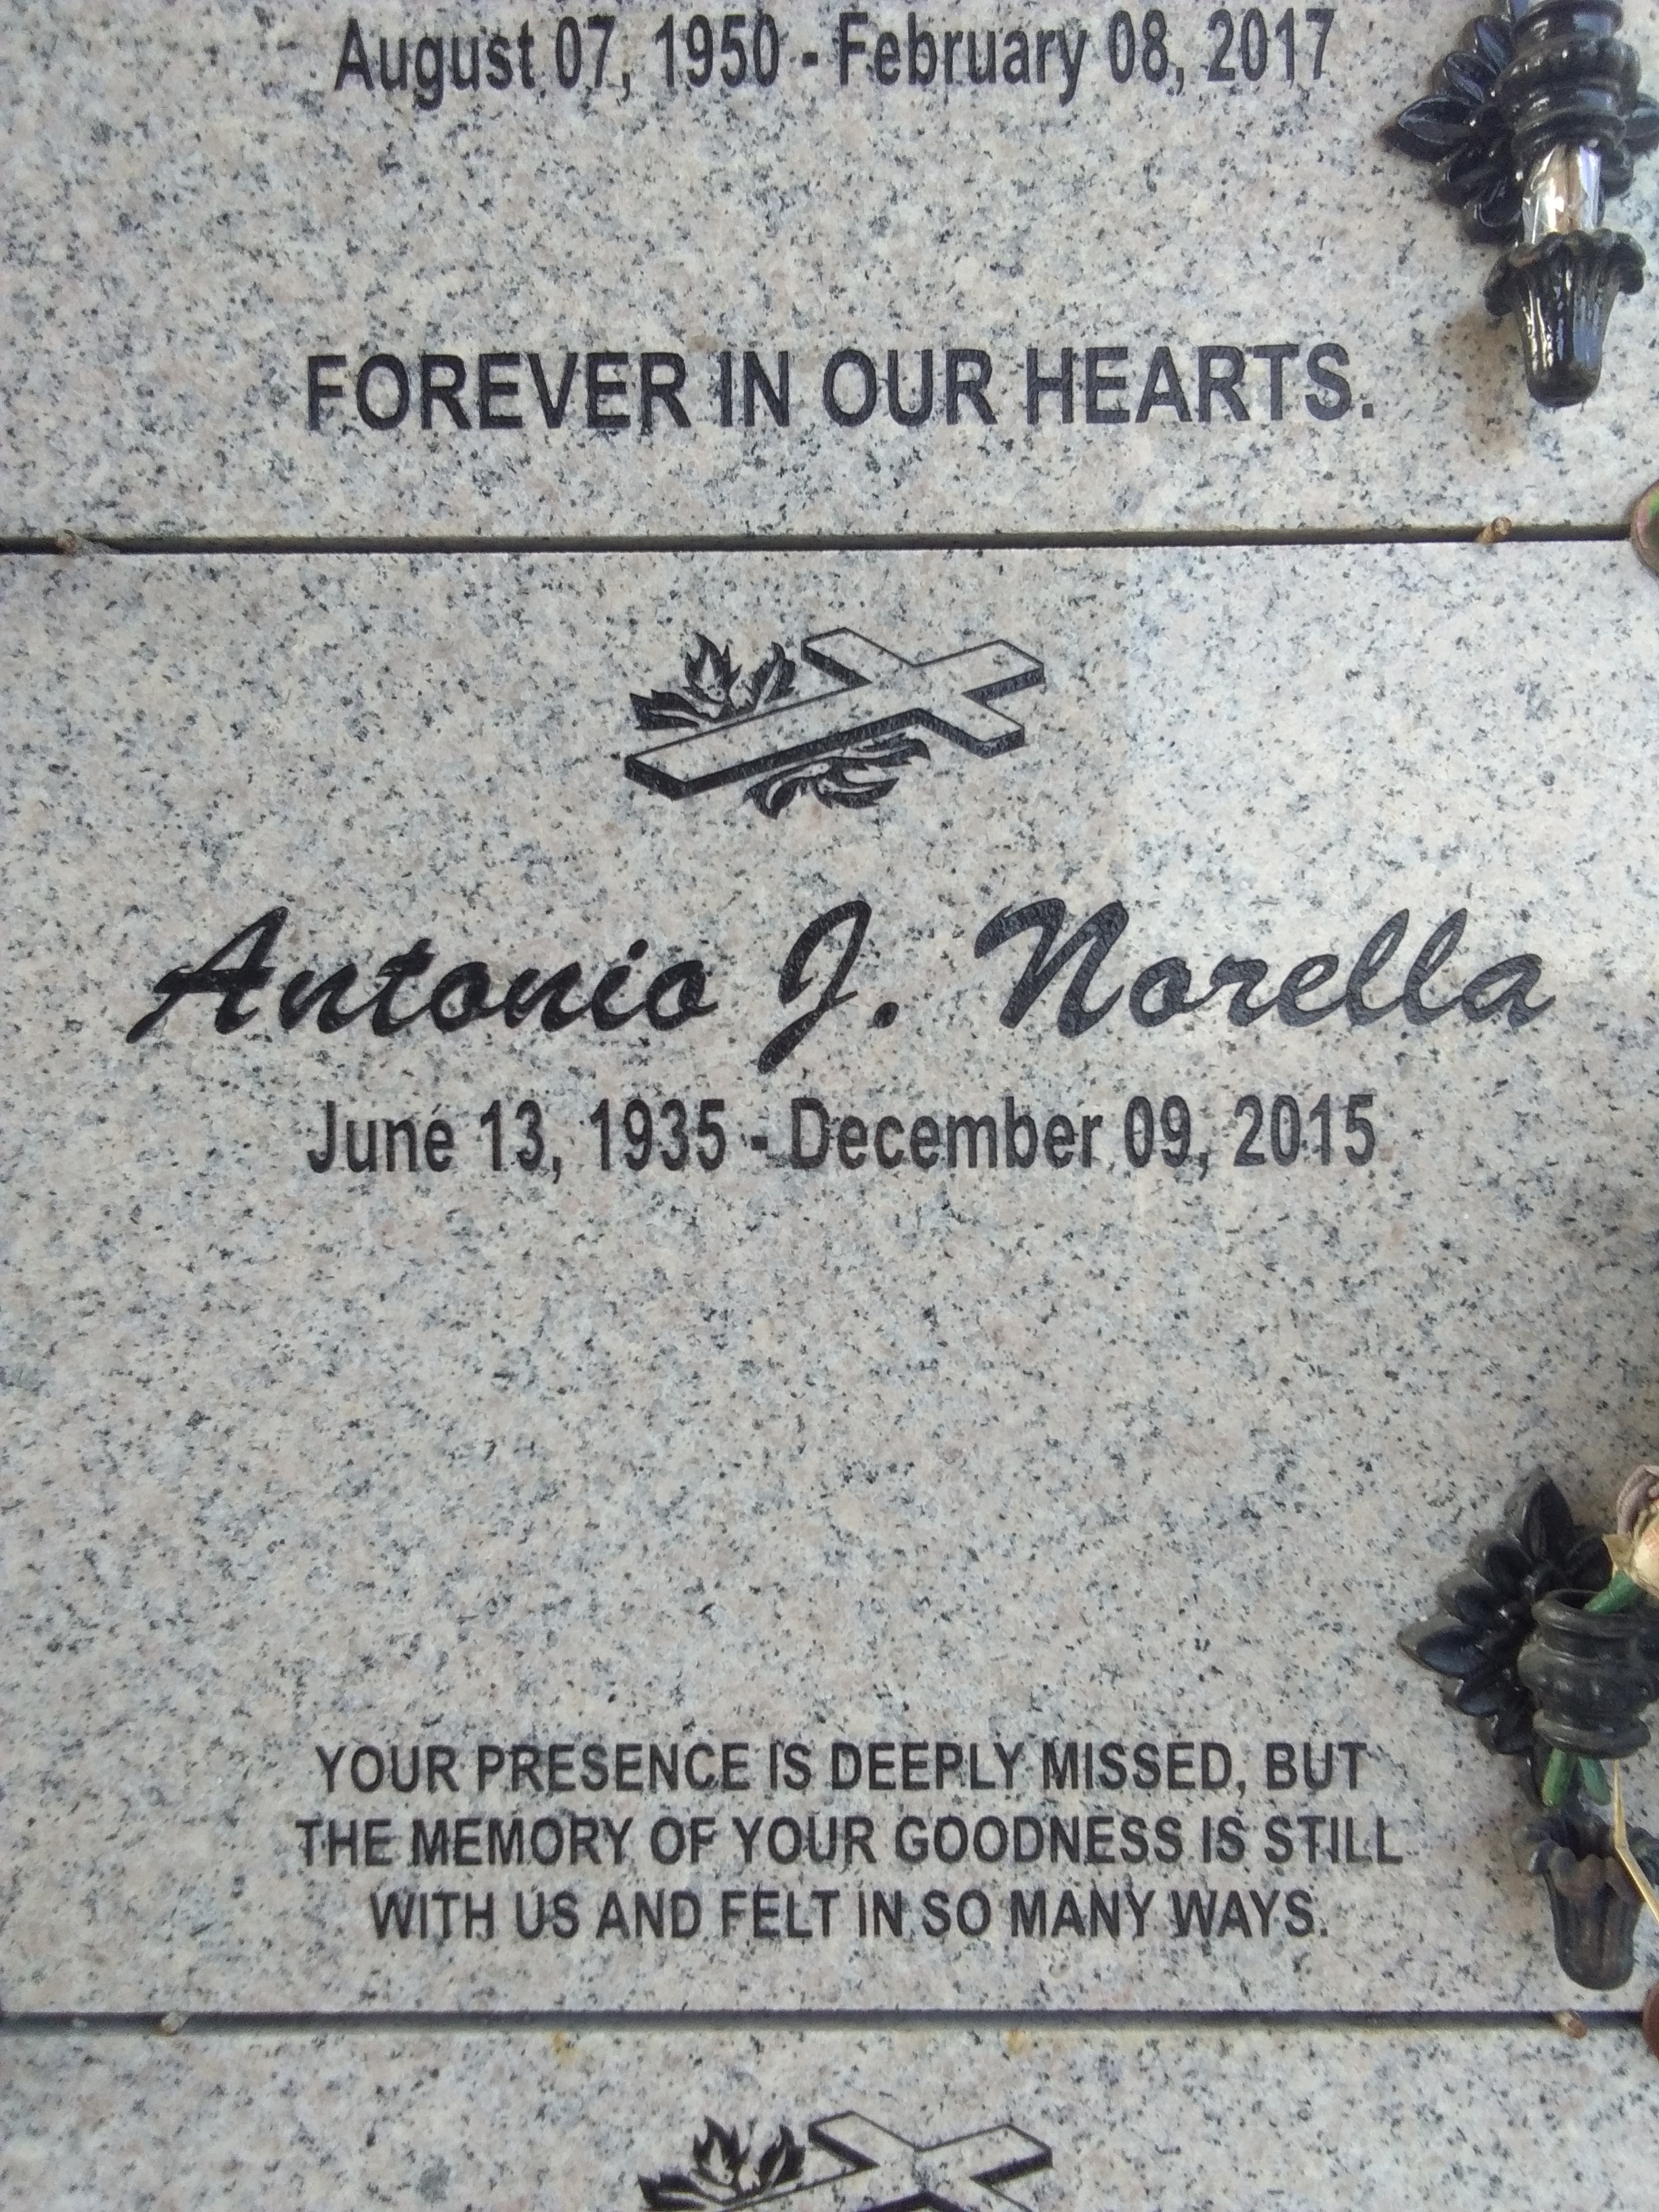 August 07, 1950 - February 08, 2017
FOREVER IN OUR HEARTS.
Antonio J. Norella
June 13, 1935 - December 09, 2015
YOUR PRESENCE IS DEEPLY MISSED, BUT
THE MEMORY OF YOUR GOODNESS IS STILL
WITH US AND FELT IN SO MANY WAYS.